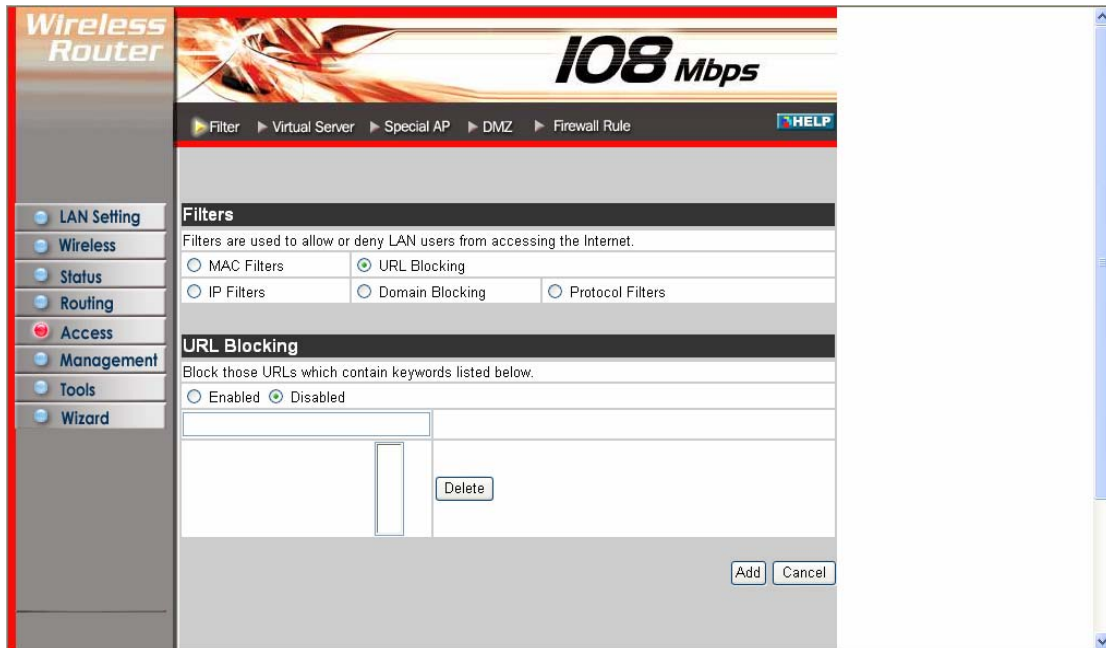 Wireless
Router
108 Mbps
Filter Virtual Server Special AP DMZ Firewall Rule HELP
LAN Setting
Wireless
Status
Routing
Access
Management
Tools
Wizard
Filters
Filters are used to allow or deny LAN users from accessing the Internet.
MAC Filters URL Blocking
IP Filters Domain Blocking Protocol Filters
URL Blocking
Block those URLs which contain keywords listed below.
Enabled Disabled
Delete
Add Cancel